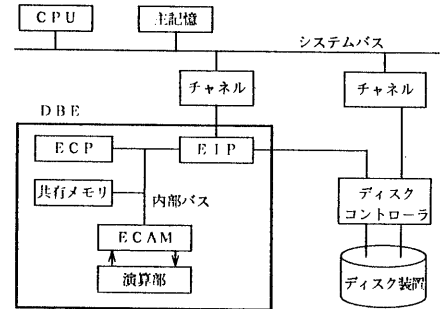 CPU
主記憶
システムバス
チャネル
チャネル
DBE
ECP
EIP
共有メモリ
内部バス
ディスク
コントローラ
ECAM
演算部
ディスク装置